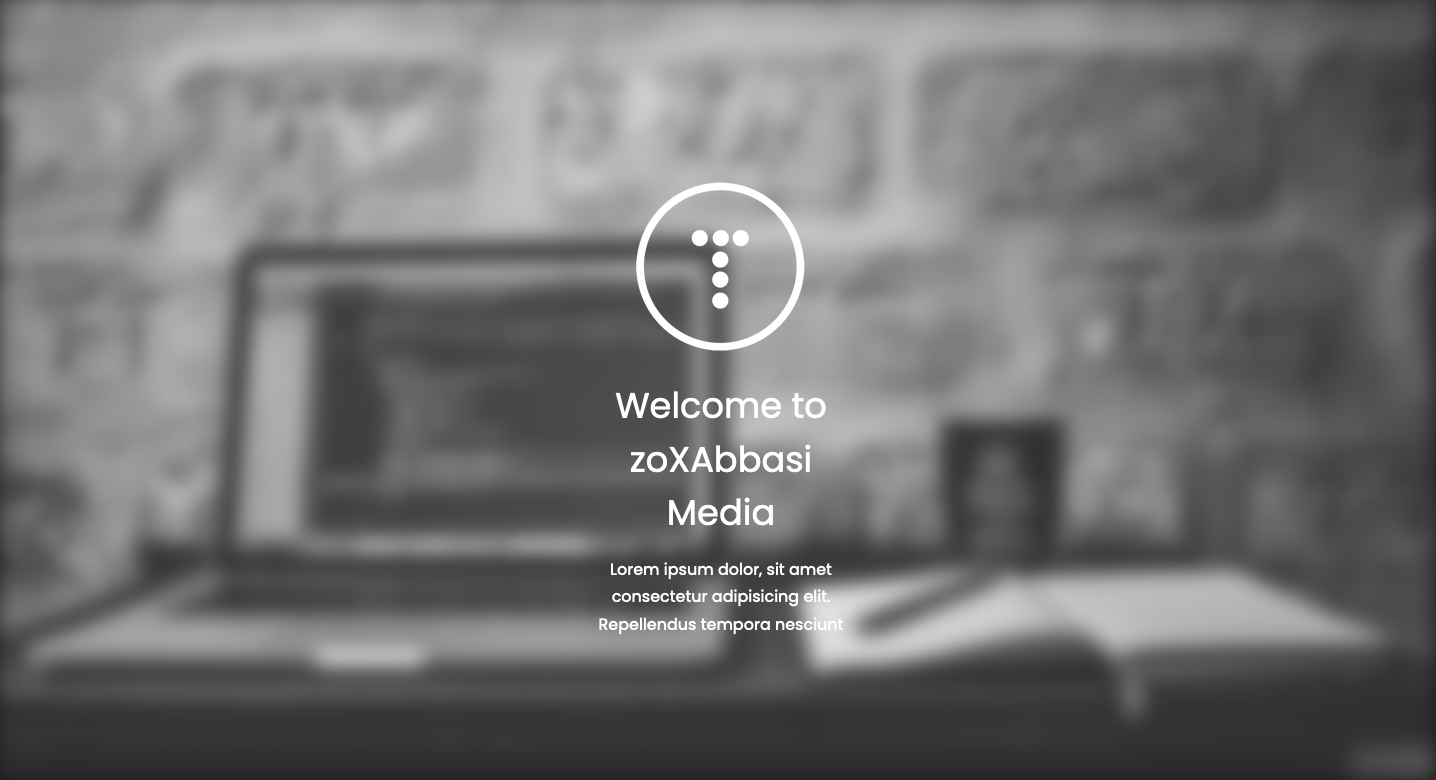 T
Welcome to
zoXAbbasi
Media
Lorem ipsum dolor, sit amet
consectetur adipisicing elit.
Repellendus tempora nesciunt